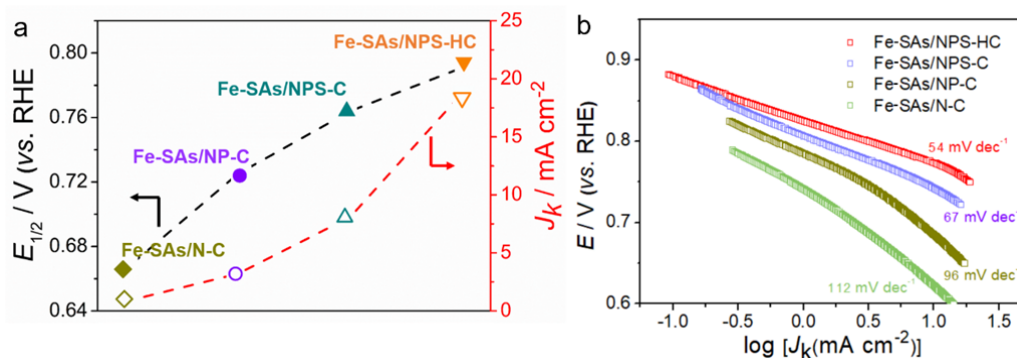 a
E1/2 / V (vs. RHE)
0.80
0.76
0.72
0.68
0.64
Fe-SAs/NPS-HC
Fe-SAs/NPS-C
Fe-SAs/NP-C
Fe-SAs/N-C
25
20
15
10
5
0
Jk / mA cm-2
b
E / V (vs. RHE)
0.9
0.8
0.7
0.6
Fe-SAs/NPS-HC
Fe-SAs/NPS-C
Fe-SAs/NP-C
Fe-SAs/N-C
54 mV dec-1
67 mV dec-1
96 mV dec-1
112 mV dec-1
-1.0 -0.5 0.0 0.5 1.0 1.5
log [Jk(mA cm-2)]